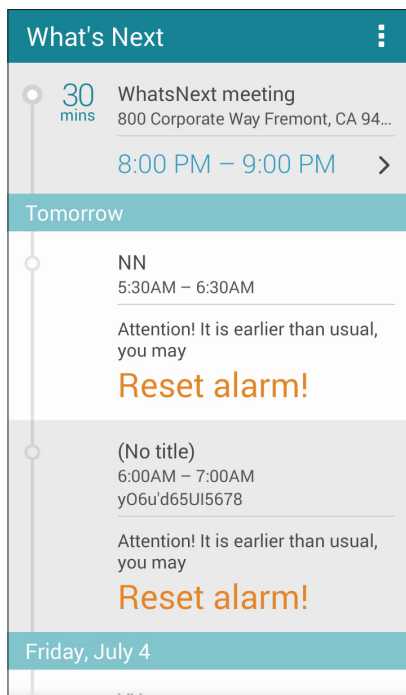 What's Next
30
mins
WhatsNext meeting
800 Corporate Way Fremont, CA 94...
8:00 PM – 9:00 PM
Tomorrow
NN
5:30AM – 6:30AM
Attention! It is earlier than usual,
you may
Reset alarm!
(No title)
6:00AM – 7:00AM
yO6u'd65UI5678
Attention! It is earlier than usual,
you may
Reset alarm!
Friday, July 4